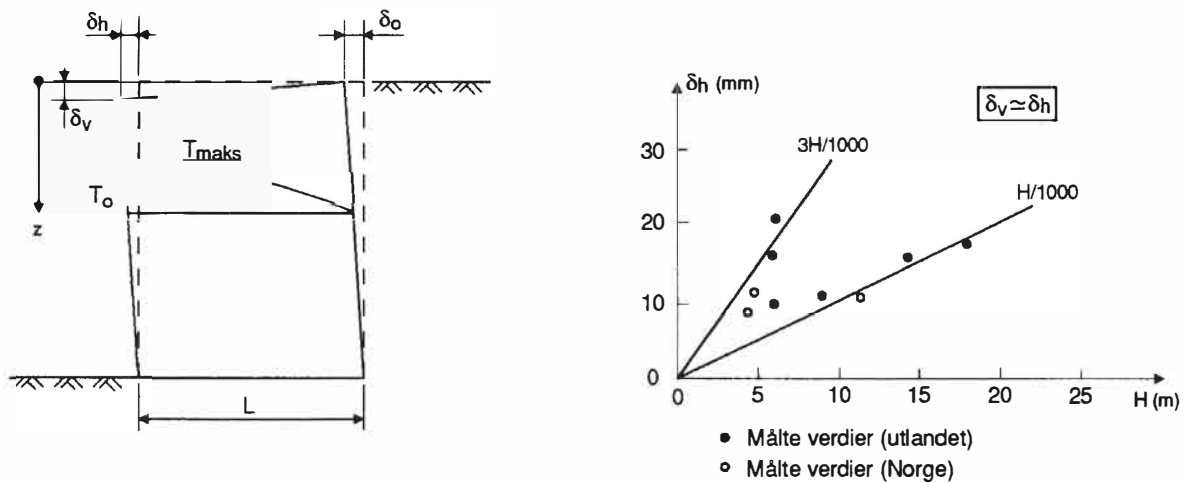 δh
δo
δv
Tmaks
To
z
L
δh (mm)
δv≃δh
30
20
10
0
3H/1000
H/1000
0 5 10 15 20 25
H (m)
● Målte verdier (utlandet)
○ Målte verdier (Norge)